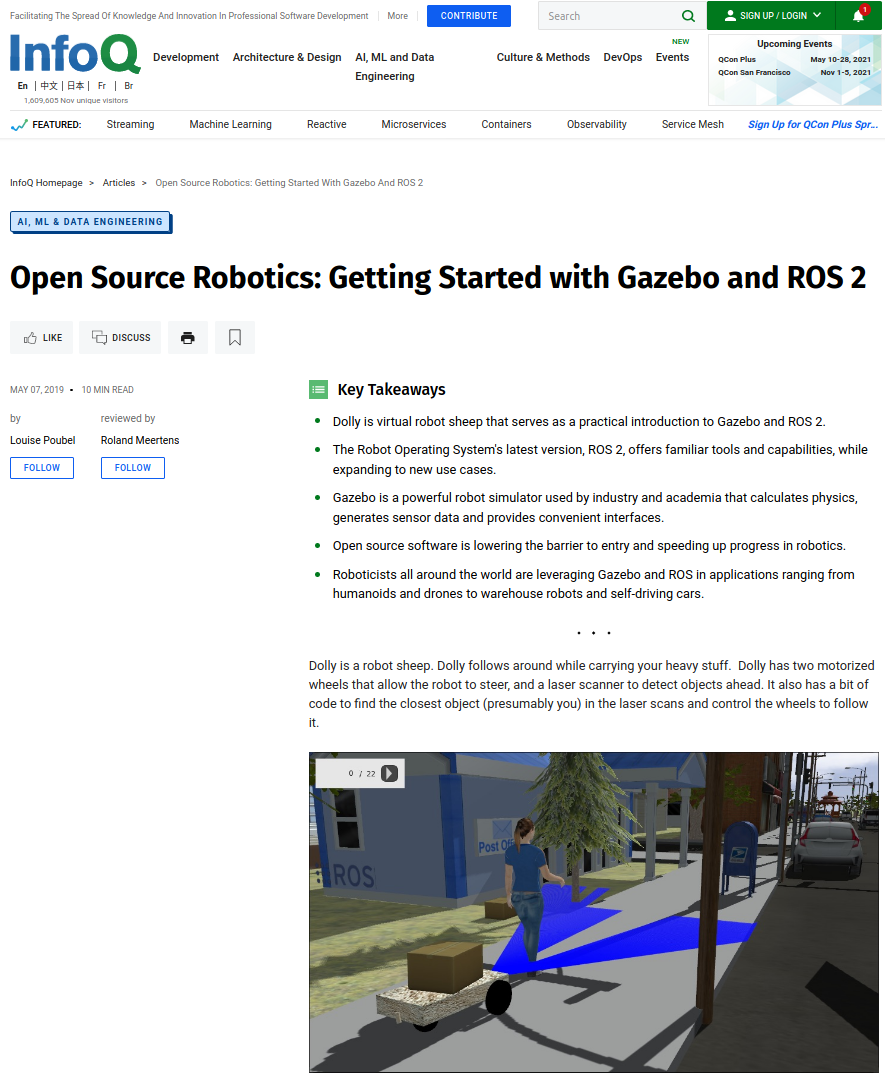 Facilitating The Spread Of Knowledge And Innovation In Professional Software Development
More
CONTRIBUTE
Search
SIGN UP / LOGIN
1
InfoQ
En | 中文 | 日本 | Fr | Br
1,609,605 Nov unique visitors
Development
Architecture & Design
AI, ML and Data
Engineering
Culture & Methods
DevOps
NEW
Events
Upcoming Events
QCon Plus May 10-28, 2021
QCon San Francisco Nov 1-5, 2021
FEATURED:
Streaming
Machine Learning
Reactive
Microservices
Containers
Observability
Service Mesh
Sign Up for QCon Plus Spr...
InfoQ Homepage > Articles > Open Source Robotics: Getting Started With Gazebo And ROS 2
AI, ML & DATA ENGINEERING
Open Source Robotics: Getting Started with Gazebo and ROS 2
LIKE
DISCUSS
MAY 07, 2019 • 10 MIN READ
by
Louise Poubel
FOLLOW
reviewed by
Roland Meertens
FOLLOW
Key Takeaways
• Dolly is virtual robot sheep that serves as a practical introduction to Gazebo and ROS 2.
• The Robot Operating System's latest version, ROS 2, offers familiar tools and capabilities, while
expanding to new use cases.
• Gazebo is a powerful robot simulator used by industry and academia that calculates physics,
generates sensor data and provides convenient interfaces.
• Open source software is lowering the barrier to entry and speeding up progress in robotics.
• Roboticists all around the world are leveraging Gazebo and ROS in applications ranging from
humanoids and drones to warehouse robots and self-driving cars.
• • •
Dolly is a robot sheep. Dolly follows around while carrying your heavy stuff. Dolly has two motorized
wheels that allow the robot to steer, and a laser scanner to detect objects ahead. It also has a bit of
code to find the closest object (presumably you) in the laser scans and control the wheels to follow
it.
0 / 22
Post Of
ROS